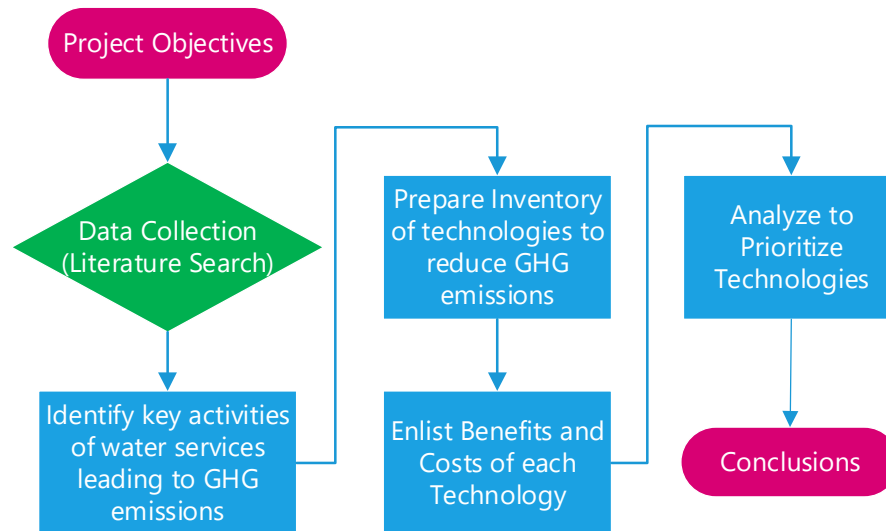 Project Objectives
Data Collection
(Literature Search)
Identify key activities
of water services
leading to GHG
emissions
Prepare Inventory
of technologies to
reduce GHG
emissions
Enlist Benefits and
Costs of each
Technology
Analyze to
Prioritize
Technologies
Conclusions